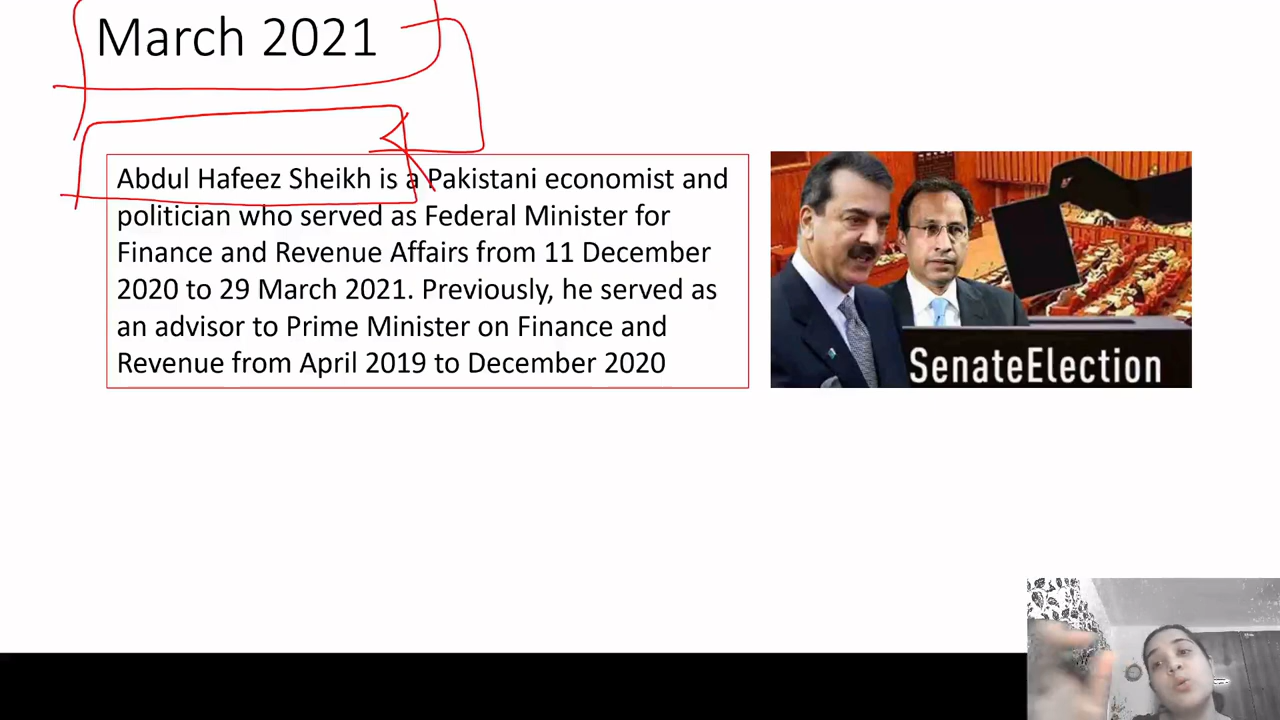 March 2021
Abdul Hafeez Sheikh is a Pakistani economist and
politician who served as Federal Minister for
Finance and Revenue Affairs from 11 December
2020 to 29 March 2021. Previously, he served as
an advisor to Prime Minister on Finance and
Revenue from April 2019 to December 2020
SenateElection